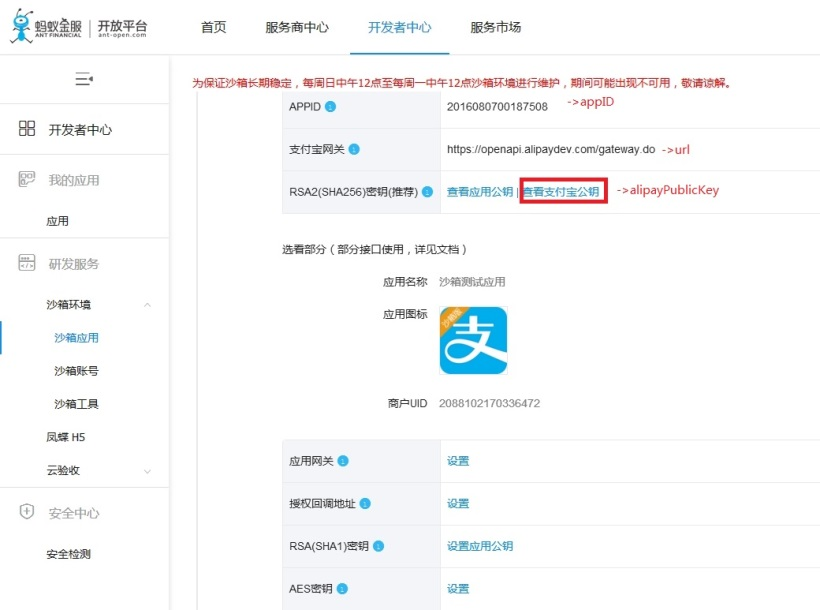 蚂蚁金服 开放平台
ANT FINANCIAL ant-open.com
首页 服务商中心 开发者中心 服务市场
为保证沙箱长期稳定，每周日中午12点至每周一中午12点沙箱环境进行维护，期间可能出现不可用，敬请谅解。
开发者中心
我的应用
应用
研发服务
沙箱环境
沙箱应用
沙箱账号
沙箱工具
凤蝶 H5
云验收
安全中心
安全检测
APPID 2016080700187508 ->appID
支付宝网关 https://openapi.alipaydev.com/gateway.do ->url
RSA2(SHA256)密钥(推荐) 查看应用公钥 | 查看支付宝公钥 ->alipayPublicKey
选看部分（部分接口使用，详见文档）
应用名称 沙箱测试应用
应用图标
沙箱版
支
商户UID 2088102170336472
应用网关 设置
授权回调地址 设置
RSA(SHA1)密钥 设置应用公钥
AES密钥 设置